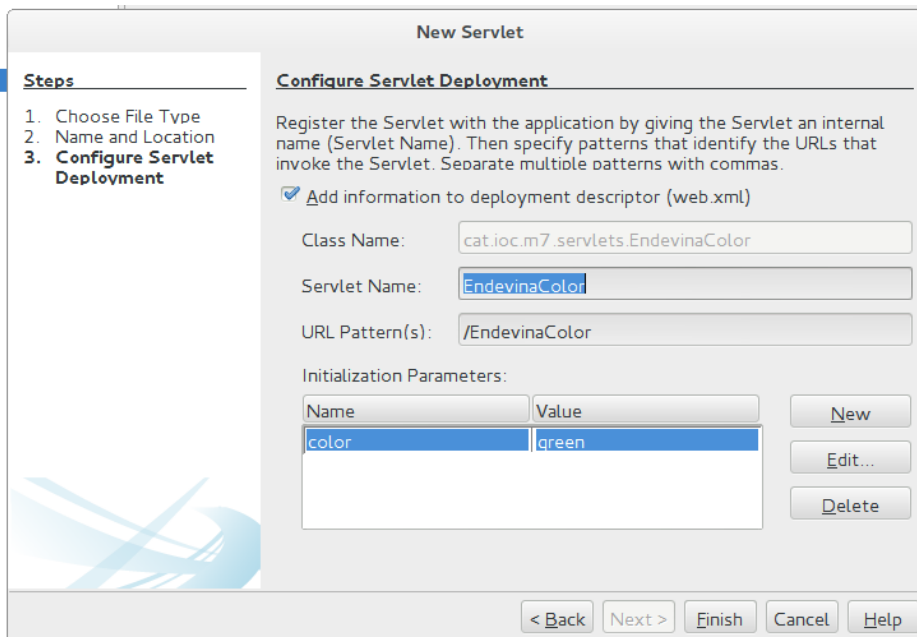 New Servlet
Steps
1. Choose File Type
2. Name and Location
3. Configure Servlet
Deployment
Configure Servlet Deployment
Register the Servlet with the application by giving the Servlet an internal
name (Servlet Name). Then specify patterns that identify the URLs that
invoke the Servlet. Separate multiple patterns with commas.
Add information to deployment descriptor (web.xml)
Class Name: cat.ioc.m7.servlets.EndevinaColor
Servlet Name: EndevinaColor
URL Pattern(s): /EndevinaColor
Initialization Parameters:
Name Value
color green
New
Edit...
Delete
< Back Next > Finish Cancel Help